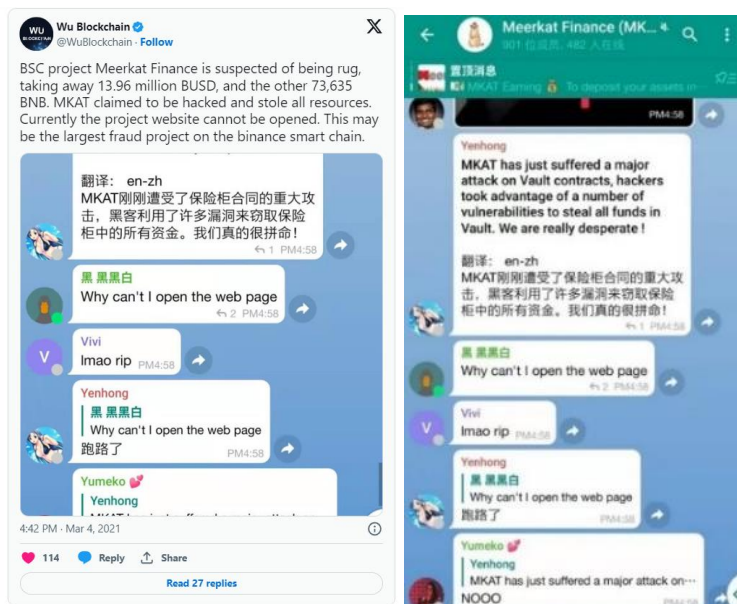 Wu Blockchain
@WuBlockchain · Follow
BSC project Meerkat Finance is suspected of being rug,
taking away 13.96 million BUSD, and the other 73,635
BNB. MKAT claimed to be hacked and stole all resources.
Currently the project website cannot be opened. This may
be the largest fraud project on the binance smart chain.
翻译: en-zh
MKAT刚刚遭受了保险柜合同的重大攻
击，黑客利用了许多漏洞来窃取保险
柜中的所有资金。我们真的很拼命！
1 PM4:58
黑 黑黑白
Why can't I open the web page
2 PM4:58
Vivi
lmao rip PM4:58
V
Yenhong
黑 黑黑白
Why can't I open the web page
跑路了
PM4:58
Yumeko
Yenhong
4:42 PM · Mar 4, 2021
114 Reply Share
Read 27 replies
Meerkat Finance (MK...
901 位成员, 482 人在线
置顶消息
MKAT Earning To deposit your assets in...
PM4:58
Yenhong
MKAT has just suffered a major
attack on Vault contracts, hackers
took advantage of a number of
vulnerabilities to steal all funds in
Vault. We are really desperate !
翻译: en-zh
MKAT刚刚遭受了保险柜合同的重大攻
击，黑客利用了许多漏洞来窃取保险
柜中的所有资金。我们真的很拼命！
1 PM4:58
黑 黑黑白
Why can't I open the web page
2 PM4:58
Vivi
lmao rip PM4:58
V
Yenhong
黑 黑黑白
Why can't I open the web page
跑路了
PM4:58
Yumeko
Yenhong
MKAT has just suffered a major attack on···
NOOO
PM4:58